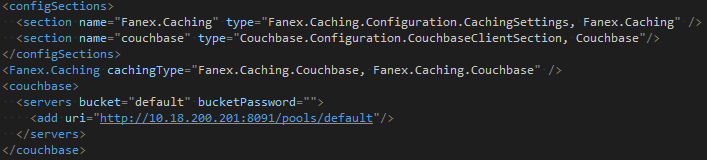 <configSections>
<section name="Fanex.Caching" type="Fanex.Caching.Configuration.CachingSettings, Fanex.Caching" />
<section name="couchbase" type="Couchbase.Configuration.CouchbaseClientSection, Couchbase"/>
</configSections>
<Fanex.Caching cachingType="Fanex.Caching.Couchbase, Fanex.Caching.Couchbase" />
<couchbase>
<servers bucket="default" bucketPassword="">
<add uri="http://10.18.200.201:8091/pools/default"/>
</servers>
</couchbase>